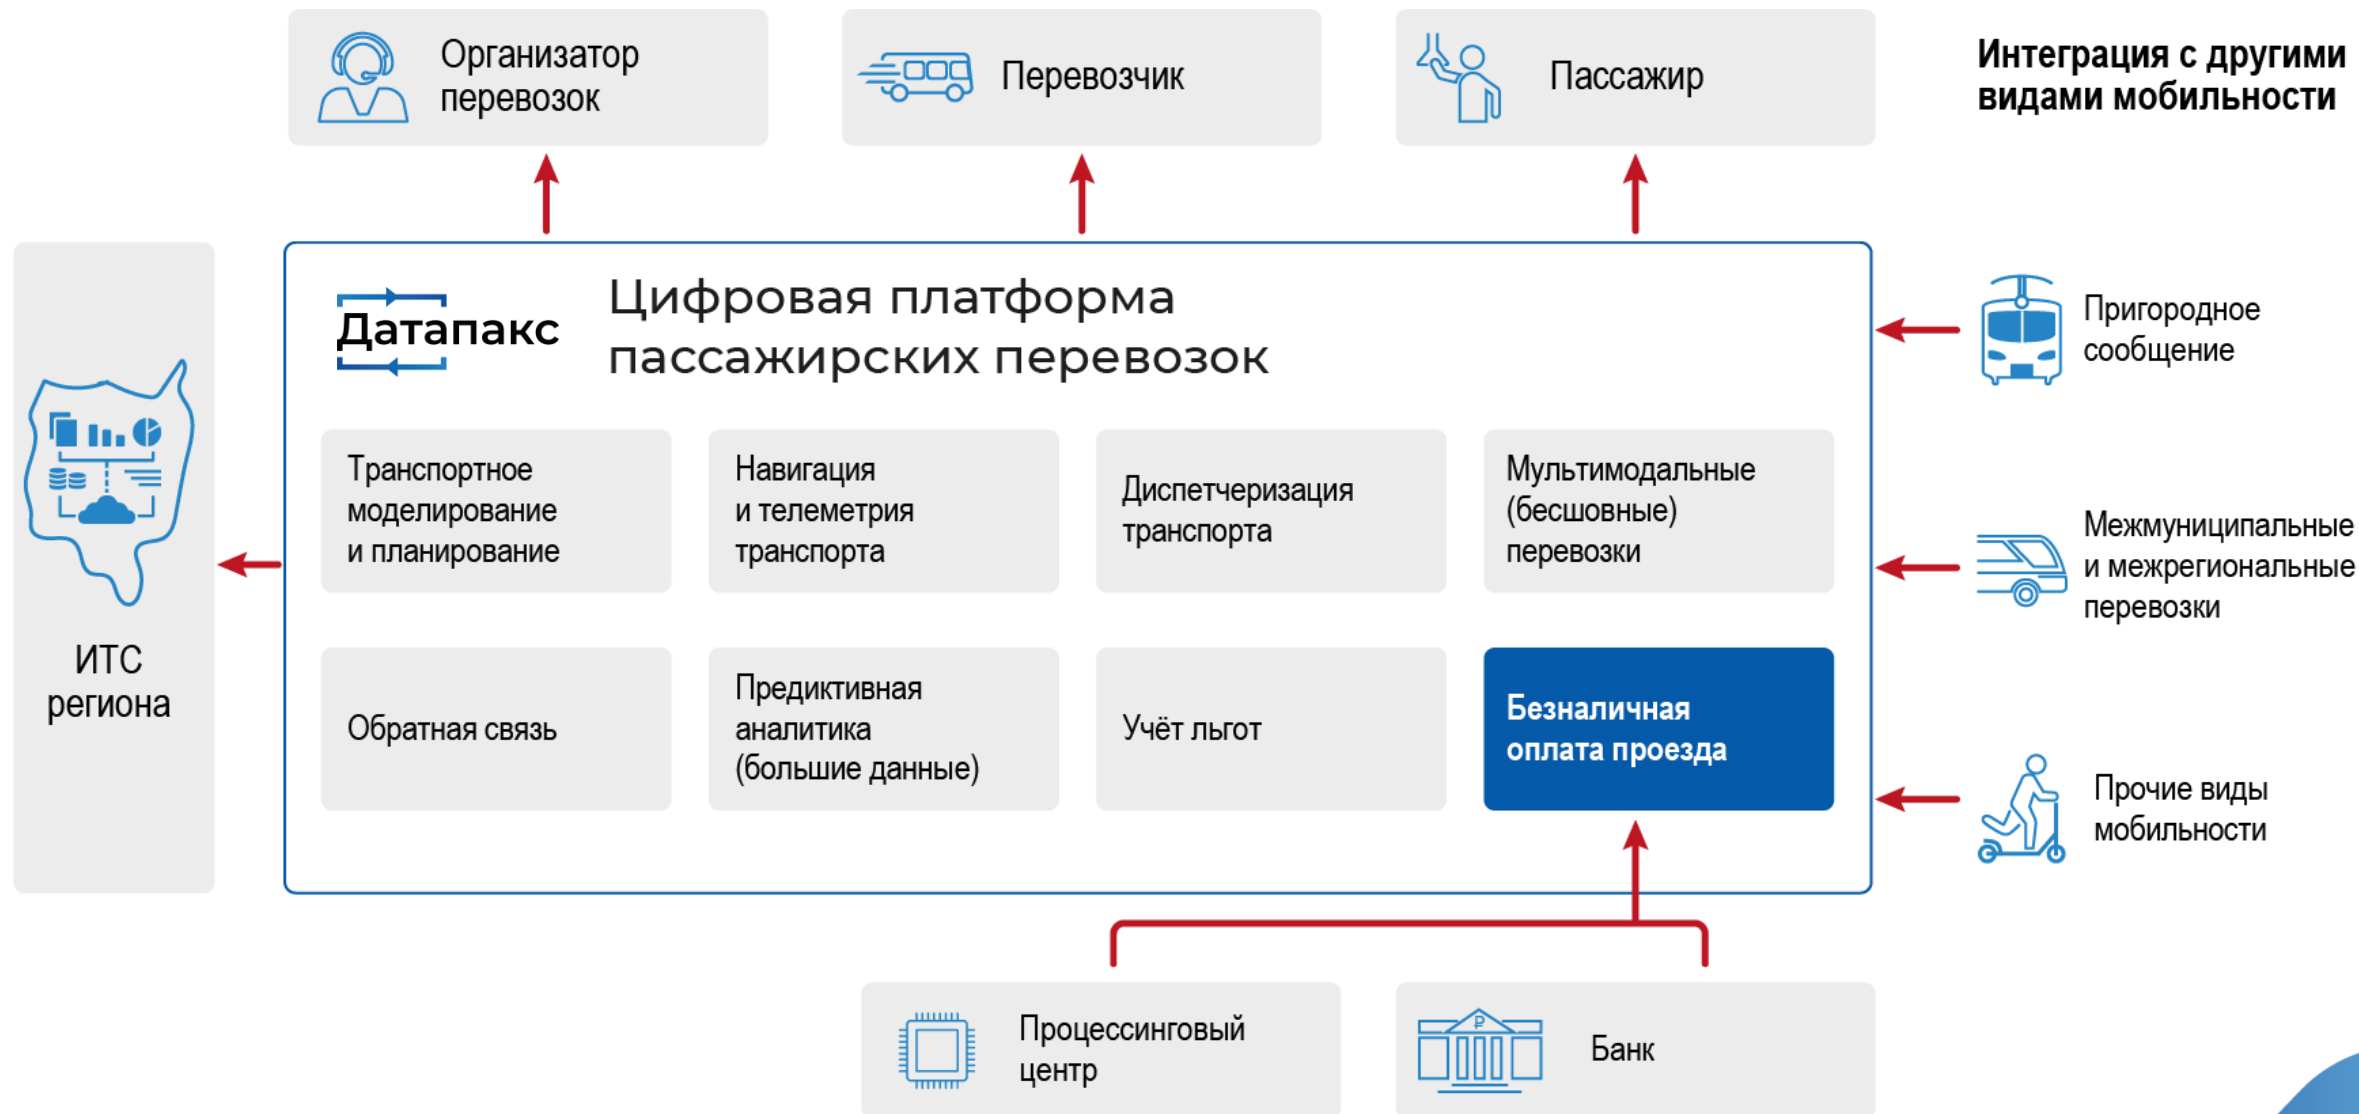 Организатор
перевозок
Перевозчик
Пассажир
Интеграция с другими
видами мобильности
Датапакс
Цифровая платформа
пассажирских перевозок
Пригородное
сообщение
Транспортное
моделирование
и планирование
Навигация
и телеметрия
транспорта
Диспетчеризация
транспорта
Мультимодальные
(бесшовные)
перевозки
Межмуниципальные
и межрегиональные
перевозки
ИТС
региона
Обратная связь
Предиктивная
аналитика
(большие данные)
Учёт льгот
Безналичная
оплата проезда
Прочие виды
мобильности
Процессинговый
центр
₽
Банк